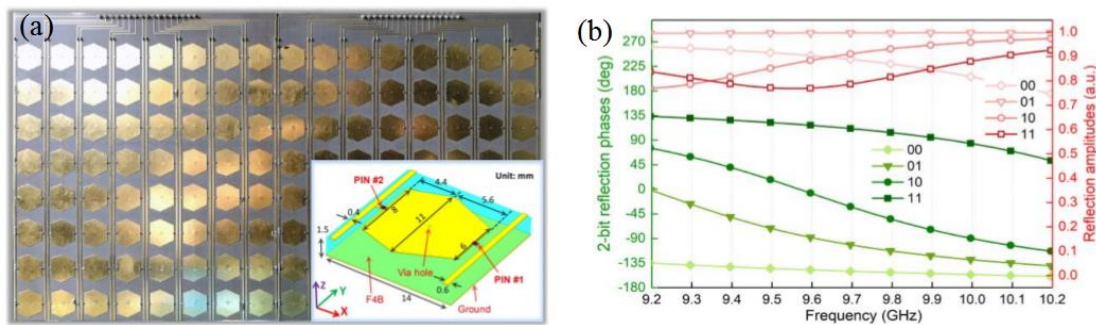 (a)
Unit: mm
PIN #2
4.4
5.6
0.4
8
11
6
1.5
Via hole
PIN #1
F4B
14
0.6
Ground
Z
Y
X
(b)
2-bit reflection phases (deg)
270
225
180
135
90
45
0
-45
-90
-135
-180
1.0
0.9
0.8
0.7
0.6
0.5
0.4
0.3
0.2
0.1
0.0
Reflection amplitudes (a.u.)
00
01
10
11
00
01
10
11
9.2 9.3 9.4 9.5 9.6 9.7 9.8 9.9 10.0 10.1 10.2
Frequency (GHz)